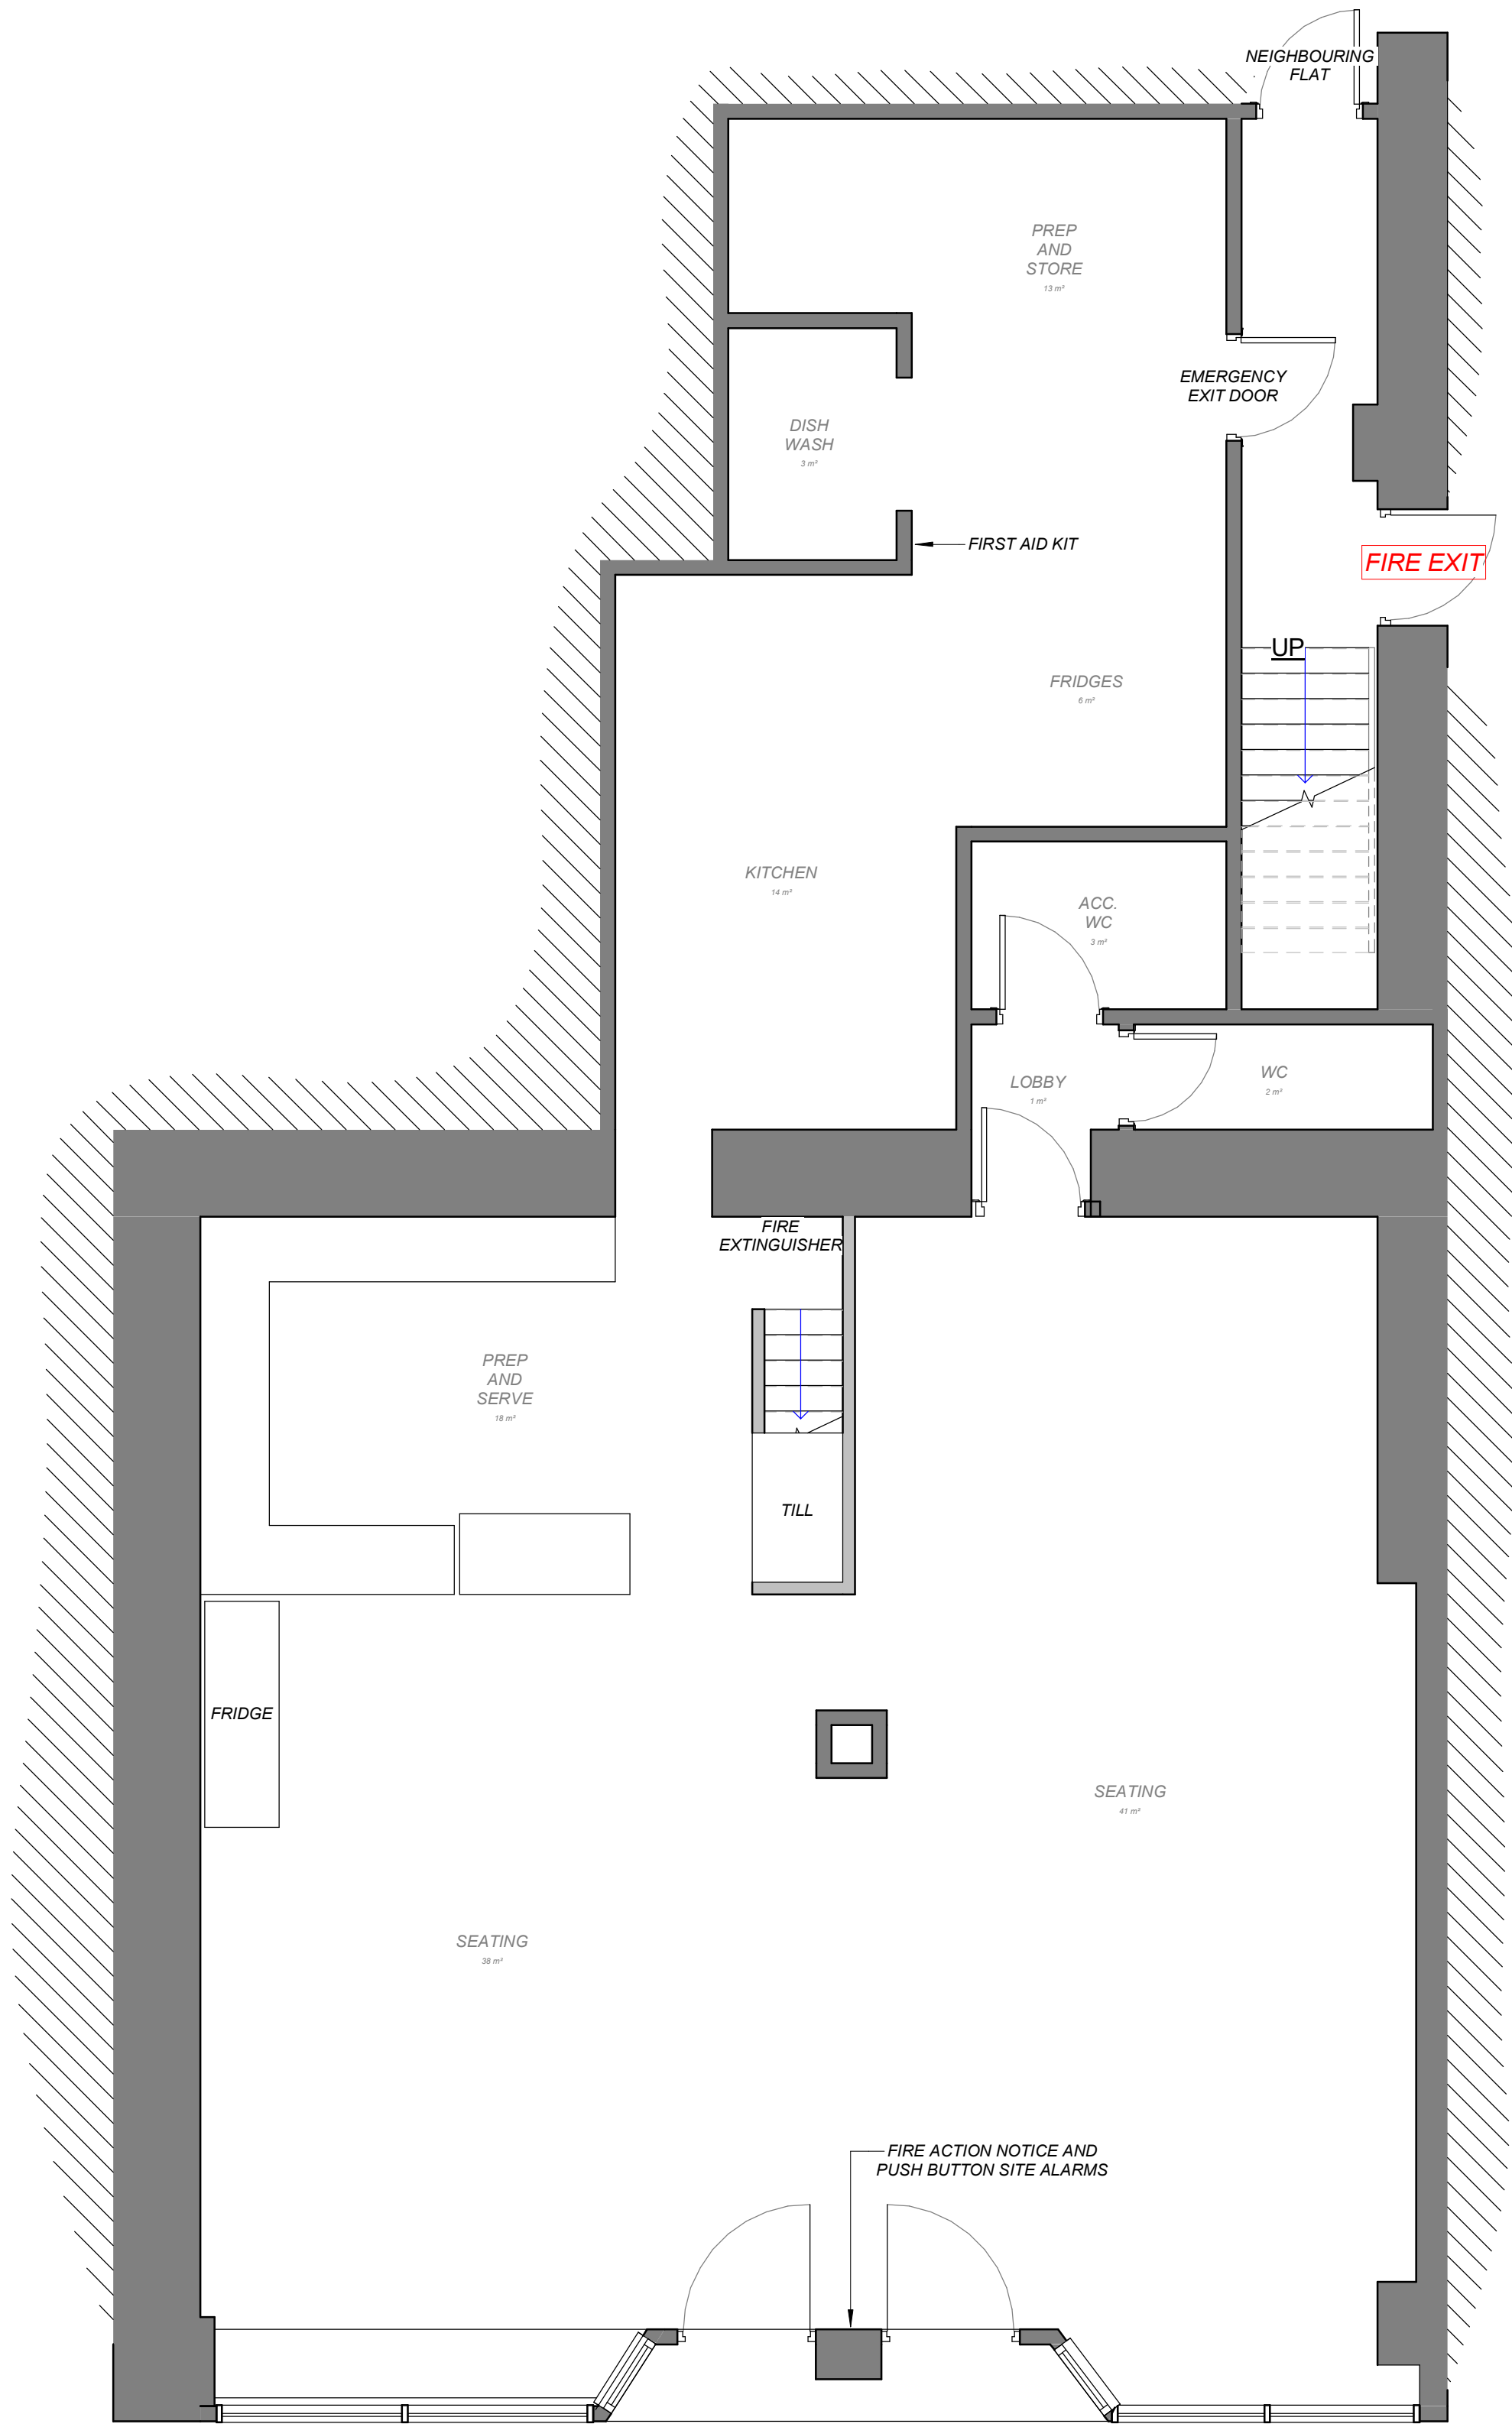 NEIGHBOURING
FLAT
PREP
AND
STORE
13 m²
EMERGENCY
EXIT DOOR
DISH
WASH
3 m²
FIRST AID KIT
FIRE EXIT
UP
FRIDGES
6 m²
KITCHEN
14 m²
ACC.
WC
3 m²
LOBBY
1 m²
WC
2 m²
FIRE
EXTINGUISHER
PREP
AND
SERVE
18 m²
TILL
FRIDGE
SEATING
41 m²
SEATING
38 m²
FIRE ACTION NOTICE AND
PUSH BUTTON SITE ALARMS